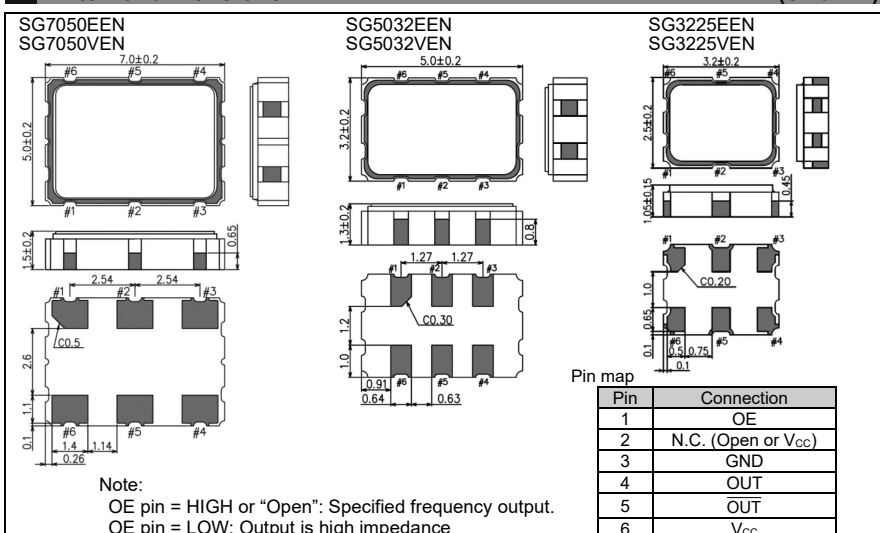 SG7050EEN
SG7050VEN
7.0±0.2
#6 #5 #4
5.0±0.2
#1 #2 #3
1.5±0.2
0.65
2.54 2.54
#1 #2 #3
C0.5
2.6
1.1
0.1
#6 #5 #4
1.4 1.14
0.26
SG5032EEN
SG5032VEN
5.0±0.2
#6 #5 #4
3.2±0.2
#1 #2 #3
1.3±0.2
0.8
1.27 1.27
#1 #2 #3
C0.30
1.2
1.0
0.91 #6 #5 #4
0.64 0.63
SG3225EEN
SG3225VEN
3.2±0.2
#6 #5 #4
2.5±0.2
#1 #2 #3
1.05±0.15
0.45
#1 #2 #3
C0.20
1.0
0.65
0.1
#6 #5 #4
0.5 0.75
0.1
Pin map
Pin Connection
1 OE
2 N.C. (Open or Vcc)
3 GND
4 OUT
5 OUT
6 Vcc
Note:
OE pin = HIGH or “Open”: Specified frequency output.
OE pin = LOW: Output is high impedance